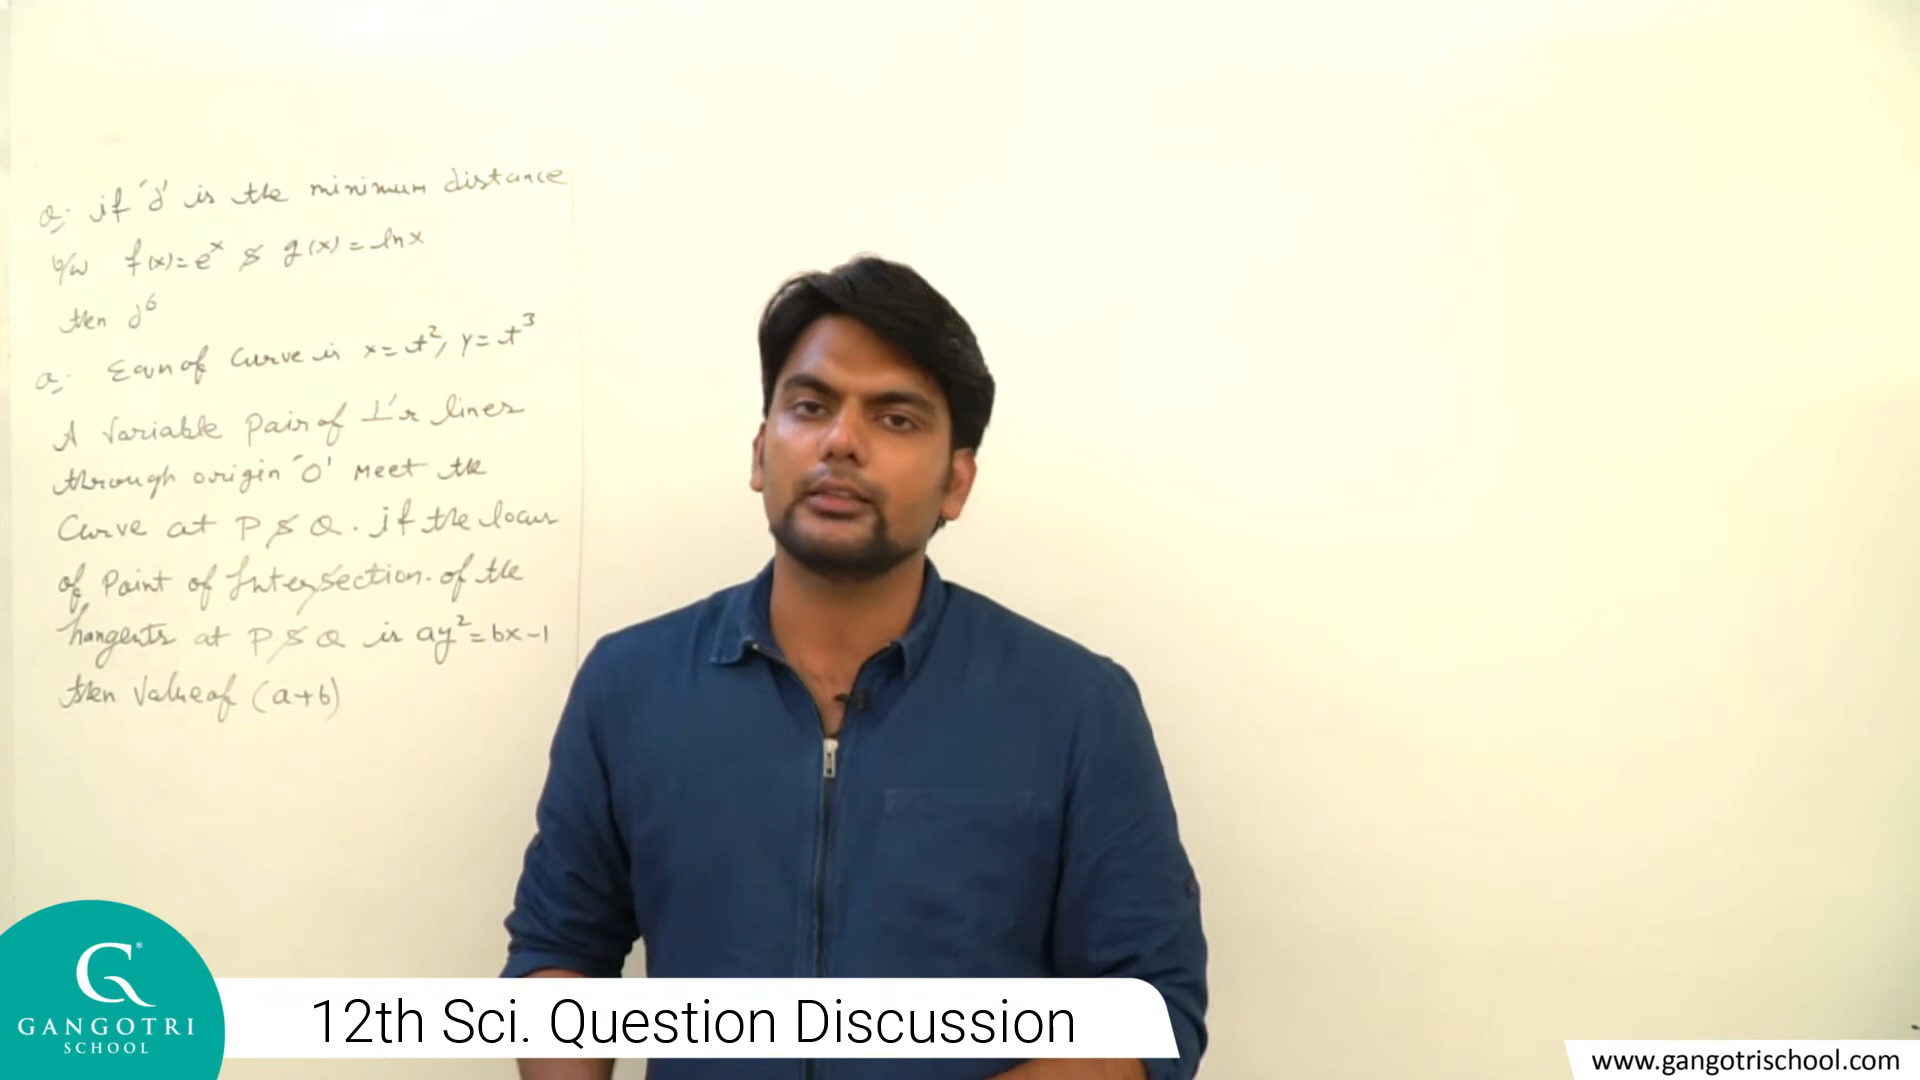 Q:- if 'd' is the minimum distance
b/w f(x)=e^x & g(x)=lnx
then d^6
Q:- Eqn of Curve is x=t^2, y=t^3
A Variable Pair of ⊥'r lines
through origin 'O' Meet the
Curve at P & Q. if the locus
of Point of Intersection of the
tangents at P & Q is ay^2=bx-1
then Value of (a+b)
G®
GANGOTRI
SCHOOL
12th Sci. Question Discussion
www.gangotrischool.com